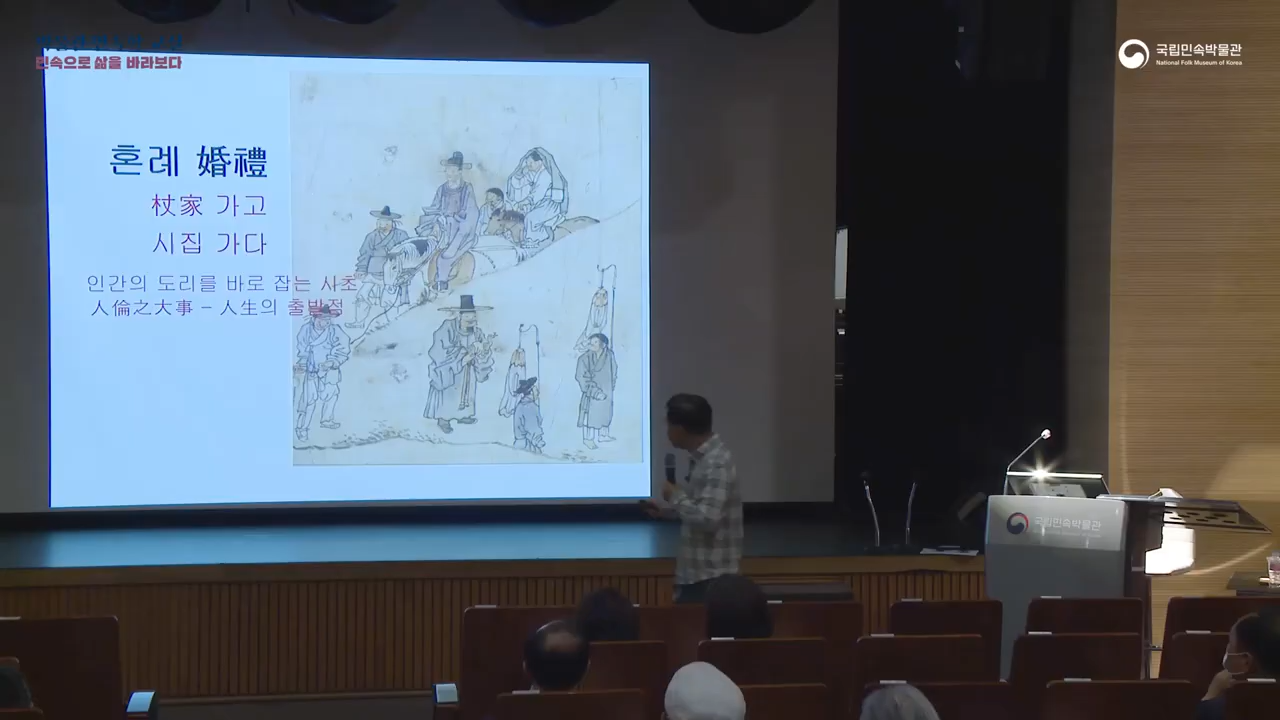 민속으로 삶을 바라보다
국립민속박물관
National Folk Museum of Korea
혼례 婚禮
杖家 가고
시집 가다
인간의 도리를 바로 잡는 사초
人倫之大事 – 人生의 출발점
국립민속박물관